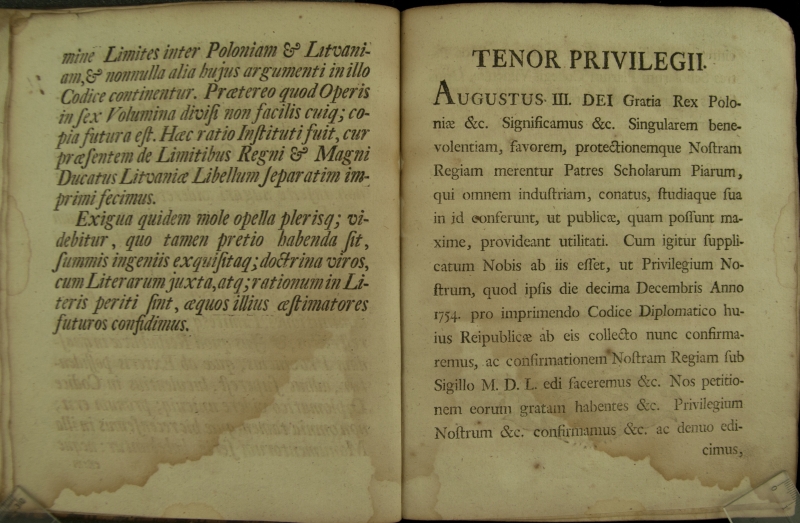 mine Limites inter Poloniam & Litvani-
am, & nonnulla alia hujus argumenti in illo
Codice continentur. Prætereo quod Operis
in ſex Volumina diviſi non facilis cuiq; co-
pia futura eſt. Hæc ratio Inſtituti fuit, cur
præſentem de Limitibus Regni & Magni
Ducatus Litvaniæ Libellum ſeparatim im-
primi fecimus.
Exigua quidem mole opella plerisq; vi-
debitur, quo tamen pretio habenda ſit,
ſummis ingeniis exquiſitaq; doctrina viros,
cum Literarum juxta, atq; rationum in Li-
teris periti ſint, æquos illius æſtimatores
futuros confidimus.
TENOR PRIVILEGII.
AUGUSTUS III. DEI Gratia Rex Polo-
niæ &c. Significamus &c. Singularem bene-
volentiam, favorem, protectionemque Noſtram
Regiam merentur Patres Scholarum Piarum,
qui omnem induſtriam, conatus, ſtudiaque ſua
in id conferunt, ut publicæ, quam poſſunt ma-
xime, provideant utilitati. Cum igitur ſuppli-
catum Nobis ab iis eſſet, ut Privilegium No-
ſtrum, quod ipſis die decima Decembris Anno
1754. pro imprimendo Codice Diplomatico hu-
ius Reipublicæ ab eis collecto nunc confirma-
remus, ac confirmationem Noſtram Regiam ſub
Sigillo M. D. L. edi faceremus &c. Nos petitio-
nem eorum gratam habentes &c. Privilegium
Noſtrum &c. confirmamus &c. ac denuo edi-
cimus,